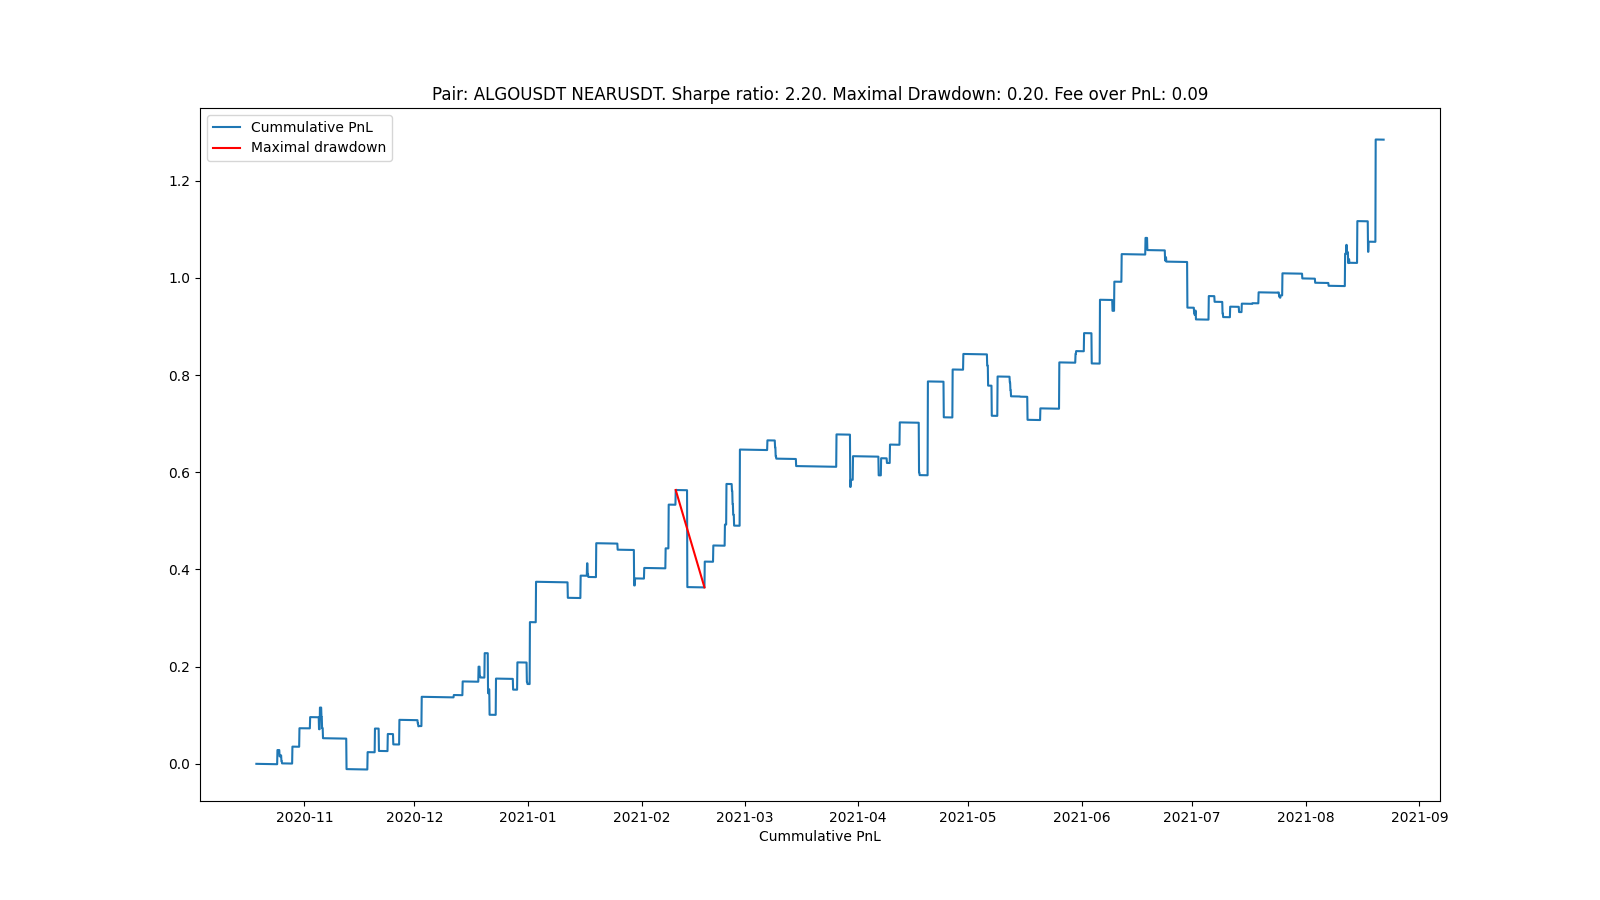 Pair: ALGOUSDT NEARUSDT. Sharpe ratio: 2.20. Maximal Drawdown: 0.20. Fee over PnL: 0.09
Cummulative PnL
Maximal drawdown
1.2
1.0
0.8
0.6
0.4
0.2
0.0
2020-11 2020-12 2021-01 2021-02 2021-03 2021-04 2021-05 2021-06 2021-07 2021-08 2021-09
Cummulative PnL